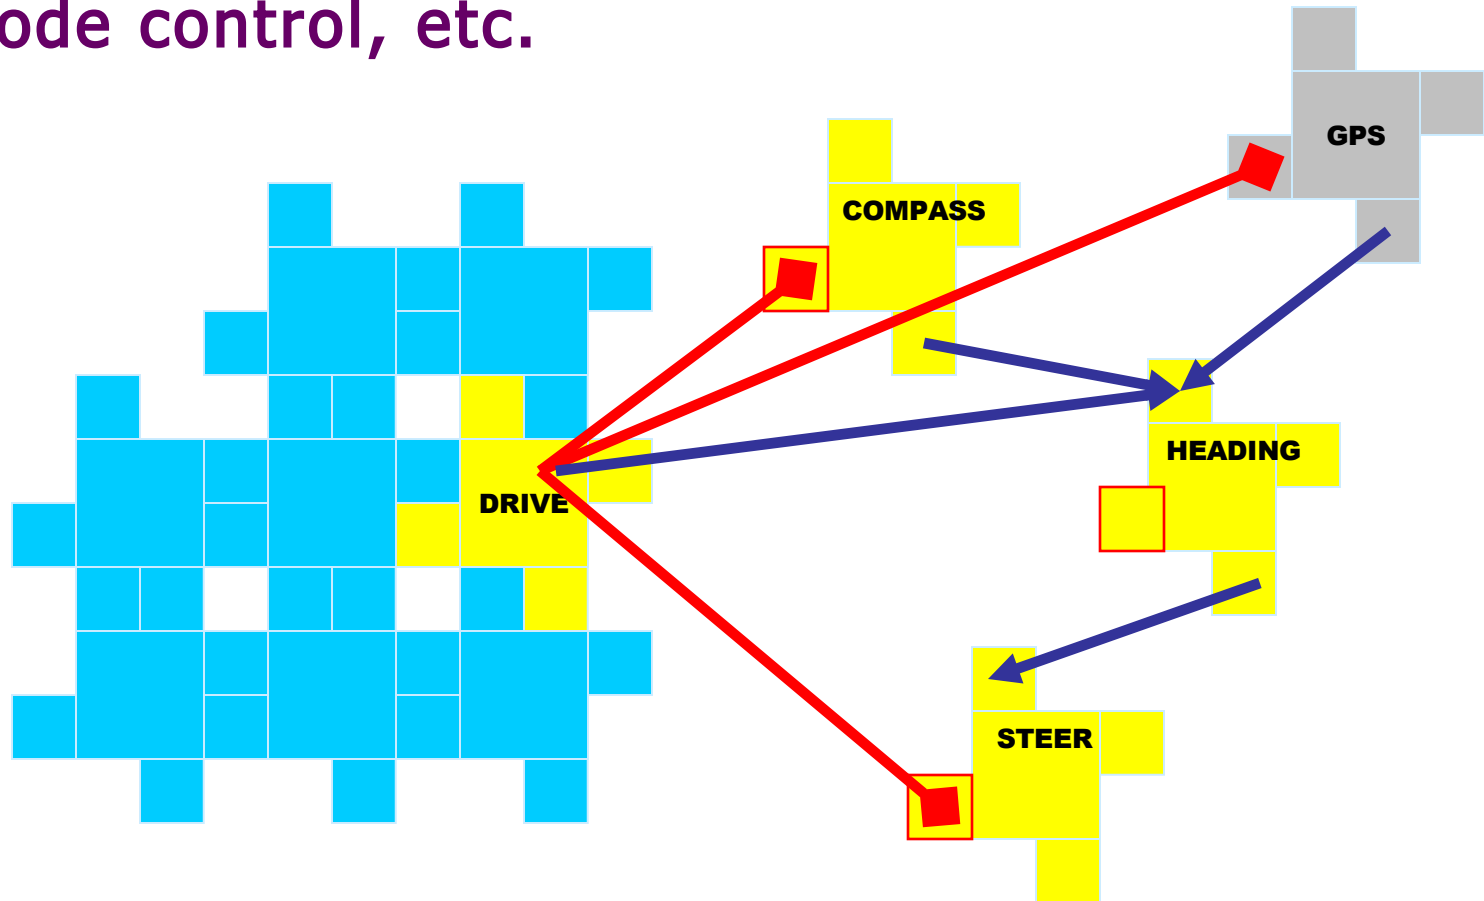 ode control, etc.
GPS
COMPASS
HEADING
DRIVE
STEER